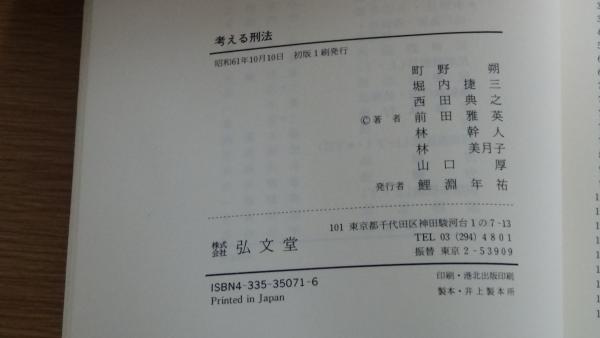 考える刑法
昭和61年10月10日 初版1刷発行
町野 朔
堀内捷三
西田典之
©著者 前田雅英
林 幹人
林 美月子
山口 厚
発行者 鯉淵年祐
101 東京都千代田区神田駿河台1の7-13
株式会社 弘文堂 TEL 03(294)4801
振替 東京2-53909
ISBN4-335-35071-6
Printed in Japan
印刷・港北出版印刷
製本・井上製本所